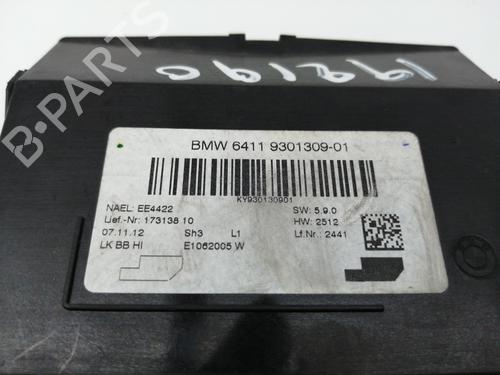 192190
B-PARTS
BMW 6411 9301309-01
KY930130901
NAEL: EE4422
SW: 5.9.0
Lief.-Nr.: 173138 10
HW: 2512
07.11.12 Sh3 L1
Lf.Nr.: 2441
LK BB HI E1062005 W